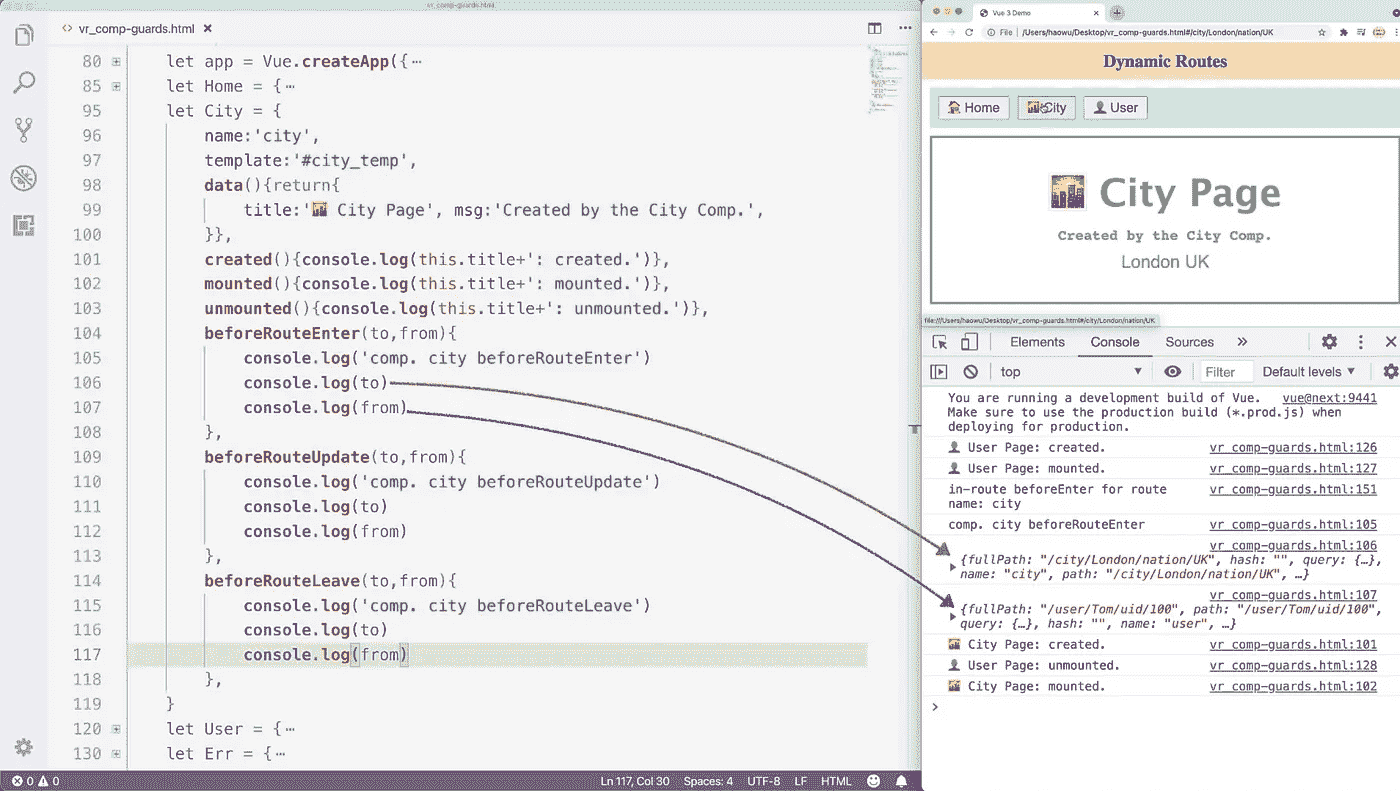 vr_comp-guards.html
<> vr_comp-guards.html ×
80 let app = Vue.createApp({⋯
85 let Home = {⋯
95 let City = {
96 name:'city',
97 template:'#city_temp',
98 data(){return{
99 title:'🌆 City Page', msg:'Created by the City Comp.',
100 }},
101 created(){console.log(this.title+': created.')},
102 mounted(){console.log(this.title+': mounted.')},
103 unmounted(){console.log(this.title+': unmounted.')},
104 beforeRouteEnter(to,from){
105 console.log('comp. city beforeRouteEnter')
106 console.log(to)
107 console.log(from)
108 },
109 beforeRouteUpdate(to,from){
110 console.log('comp. city beforeRouteUpdate')
111 console.log(to)
112 console.log(from)
113 },
114 beforeRouteLeave(to,from){
115 console.log('comp. city beforeRouteLeave')
116 console.log(to)
117 console.log(from)
118 },
119 }
120 let User = {⋯
130 let Err = {⋯
0 0 Ln 117, Col 30 Spaces: 4 UTF-8 LF HTML
Vue 3 Demo ×
File | /Users/haowu/Desktop/vr_comp-guards.html#/city/London/nation/UK
Dynamic Routes
Home City User
City Page
Created by the City Comp.
London UK
file:///Users/haowu/Desktop/vr_comp-guards.html#/city/London/nation/UK
Elements Console Sources »
top Filter Default levels ▼
You are running a development build of Vue. vue@next:9441
Make sure to use the production build (*.prod.js) when
deploying for production.
👤 User Page: created. vr_comp-guards.html:126
👤 User Page: mounted. vr_comp-guards.html:127
in-route beforeEnter for route vr_comp-guards.html:151
name: city
comp. city beforeRouteEnter vr_comp-guards.html:105
vr_comp-guards.html:106
{fullPath: "/city/London/nation/UK", hash: "", query: {…},
name: "city", path: "/city/London/nation/UK", …}
vr_comp-guards.html:107
{fullPath: "/user/Tom/uid/100", path: "/user/Tom/uid/100",
query: {…}, hash: "", name: "user", …}
🌆 City Page: created. vr_comp-guards.html:101
👤 User Page: unmounted. vr_comp-guards.html:128
🌆 City Page: mounted. vr_comp-guards.html:102
>